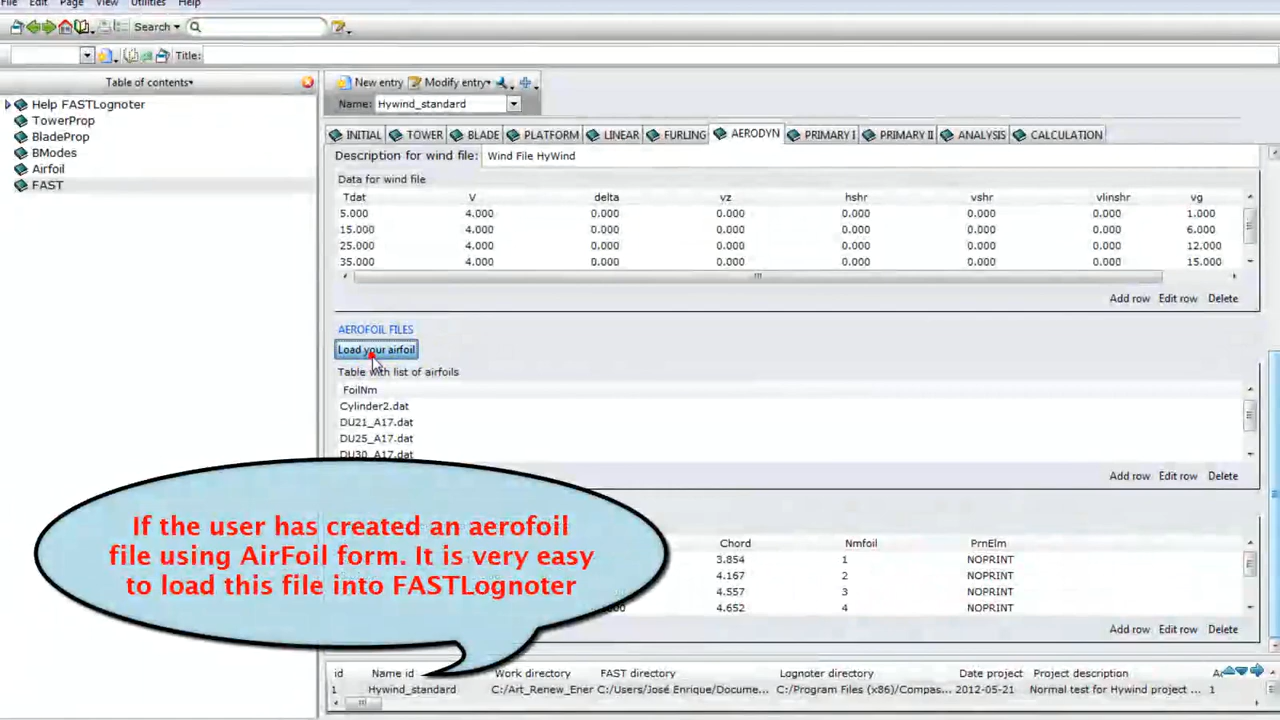 File Edit Page View Utilities Help
Search
Title:
Table of contents
Help FASTLognoter
TowerProp
BladeProp
BModes
Airfoil
FAST
New entry Modify entry
Name: Hywind_standard
INITIAL TOWER BLADE PLATFORM LINEAR FURLING AERODYN PRIMARY I PRIMARY II ANALYSIS CALCULATION
Description for wind file: Wind File HyWind
Data for wind file
Tdat V delta vz hshr vshr vlinshr vg
5.000 4.000 0.000 0.000 0.000 0.000 0.000 1.000
15.000 4.000 0.000 0.000 0.000 0.000 0.000 6.000
25.000 4.000 0.000 0.000 0.000 0.000 0.000 12.000
35.000 4.000 0.000 0.000 0.000 0.000 0.000 15.000
Add row Edit row Delete
AEROFOIL FILES
Load your airfoil
Table with list of airfoils
FoilNm
Cylinder2.dat
DU21_A17.dat
DU25_A17.dat
DU30_A17.dat
Add row Edit row Delete
If the user has created an aerofoil
file using AirFoil form. It is very easy
to load this file into FASTLognoter
Chord Nmfoil PrnElm
3.854 1 NOPRINT
4.167 2 NOPRINT
4.557 3 NOPRINT
4.652 4 NOPRINT
Add row Edit row Delete
id Name id Work directory FAST directory Lognoter directory Date project Project description
1 Hywind_standard C:/Art_Renew_Ener C:/Users/José Enrique/Docume... C:/Program Files (x86)/Compas... 2012-05-21 Normal test for Hywind project ... 1